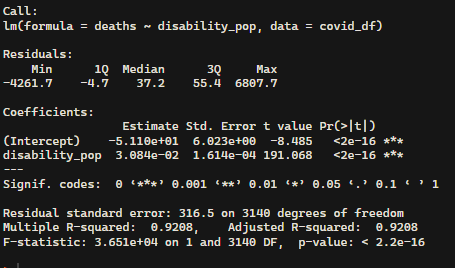 Call:
lm(formula = deaths ~ disability_pop, data = covid_df)
Residuals:
Min 1Q Median 3Q Max
-4261.7 -4.7 37.2 55.4 6807.7
Coefficients:
Estimate Std. Error t value Pr(>|t|)
(Intercept) -5.110e+01 6.023e+00 -8.485 <2e-16 ***
disability_pop 3.084e-02 1.614e-04 191.068 <2e-16 ***
---
Signif. codes: 0 ‘***’ 0.001 ‘**’ 0.01 ‘*’ 0.05 ‘.’ 0.1 ‘ ’ 1
Residual standard error: 316.5 on 3140 degrees of freedom
Multiple R-squared: 0.9208, Adjusted R-squared: 0.9208
F-statistic: 3.651e+04 on 1 and 3140 DF, p-value: < 2.2e-16